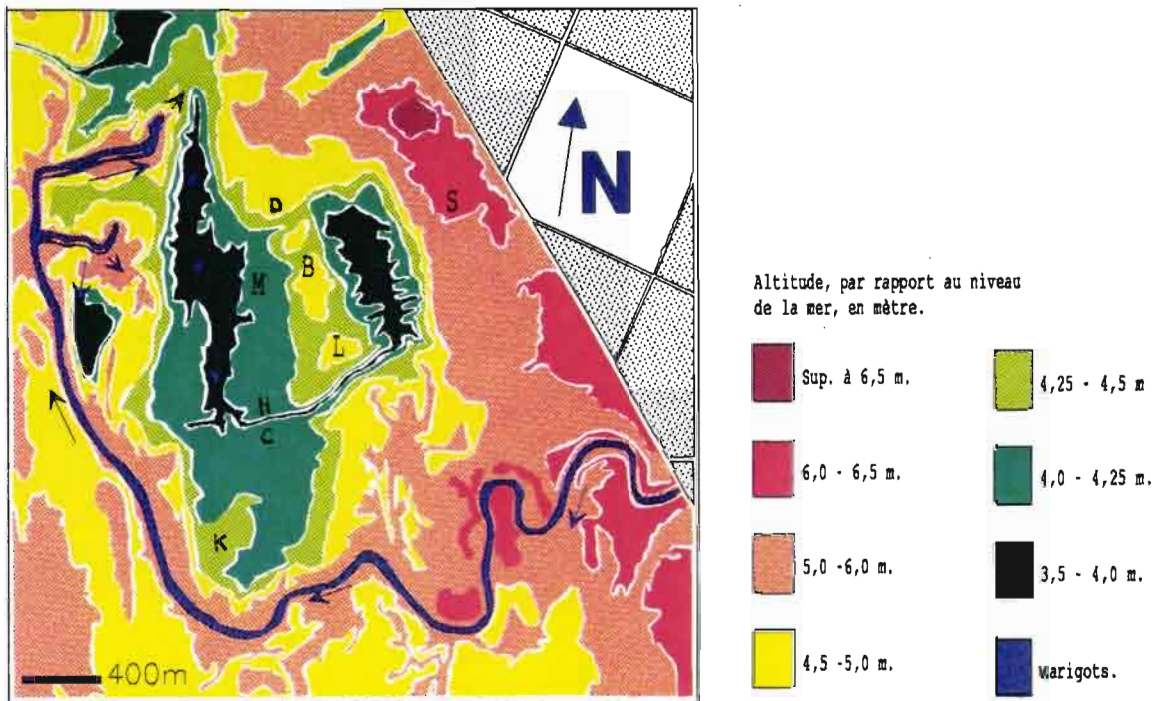 N
S
D
B
M
L
H
C
K
400m
Altitude, par rapport au niveau
de la mer, en mètre.
Sup. à 6,5 m.
6,0 - 6,5 m.
5,0 -6,0 m.
4,5 -5,0 m.
4,25 - 4,5 m
4,0 - 4,25 m.
3,5 - 4,0 m.
Marigots.